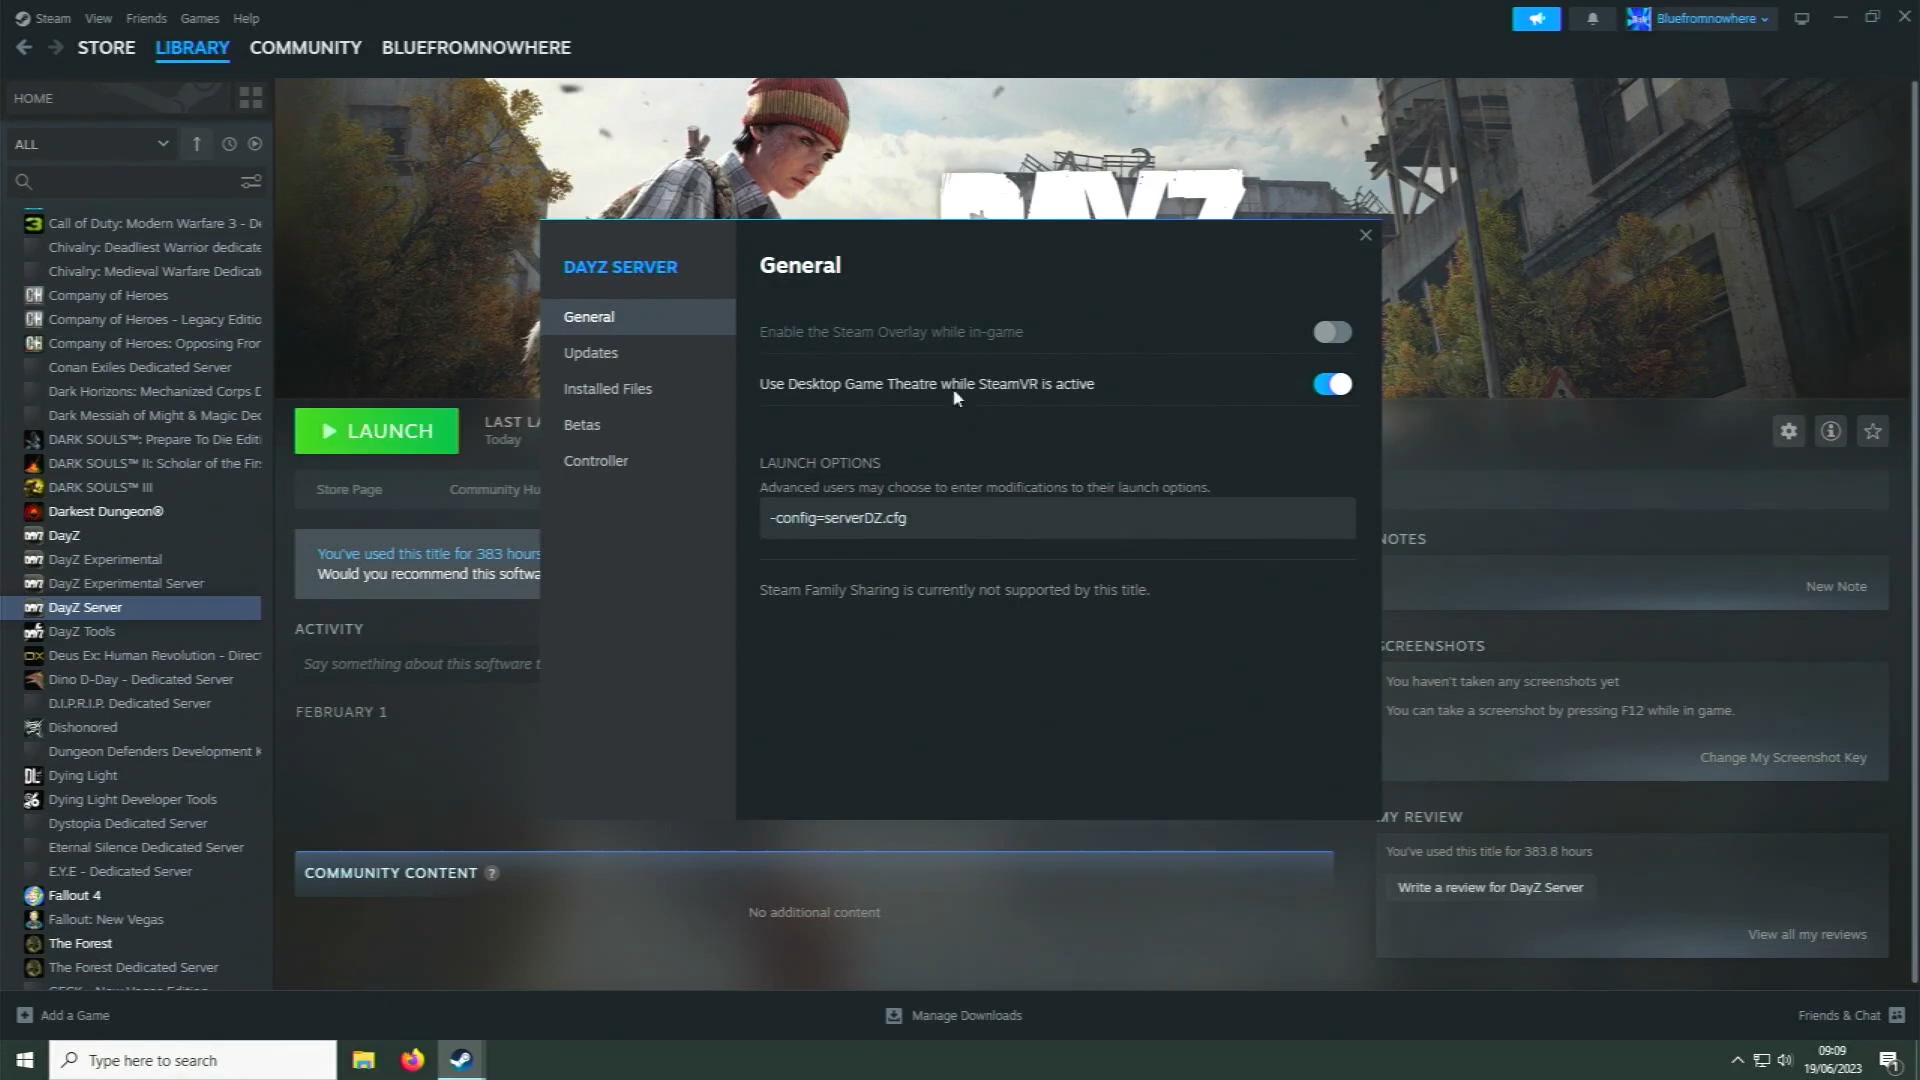 Steam View Friends Games Help
Bluefromnowhere
STORE LIBRARY COMMUNITY BLUEFROMNOWHERE
HOME
ALL
Call of Duty: Modern Warfare 3 - De
Chivalry: Deadliest Warrior dedicate
Chivalry: Medieval Warfare Dedicat
Company of Heroes
Company of Heroes - Legacy Editio
Company of Heroes: Opposing Fron
Conan Exiles Dedicated Server
Dark Horizons: Mechanized Corps D
Dark Messiah of Might & Magic Dec
DARK SOULS™: Prepare To Die Editi
DARK SOULS™ II: Scholar of the Firs
DARK SOULS™ III
Darkest Dungeon®
DayZ
DayZ Experimental
DayZ Experimental Server
DayZ Server
DayZ Tools
Deus Ex: Human Revolution - Direct
Dino D-Day - Dedicated Server
D.I.P.R.I.P. Dedicated Server
Dishonored
Dungeon Defenders Development K
Dying Light
Dying Light Developer Tools
Dystopia Dedicated Server
Eternal Silence Dedicated Server
E.Y.E - Dedicated Server
Fallout 4
Fallout: New Vegas
The Forest
The Forest Dedicated Server
DAYZ
LAUNCH
LAST LA
Today
Store Page Community Hu
You've used this title for 383 hours
Would you recommend this softwa
ACTIVITY
Say something about this software t
FEBRUARY 1
DAYZ SERVER
General
Updates
Installed Files
Betas
Controller
General
Enable the Steam Overlay while in-game
Use Desktop Game Theatre while SteamVR is active
LAUNCH OPTIONS
Advanced users may choose to enter modifications to their launch options.
-config=serverDZ.cfg
Steam Family Sharing is currently not supported by this title.
NOTES
New Note
SCREENSHOTS
You haven't taken any screenshots yet
You can take a screenshot by pressing F12 while in game.
Change My Screenshot Key
MY REVIEW
You've used this title for 383.8 hours
Write a review for DayZ Server
View all my reviews
COMMUNITY CONTENT ?
No additional content
Add a Game
Manage Downloads
Friends & Chat
Type here to search
09:09
19/06/2023
1